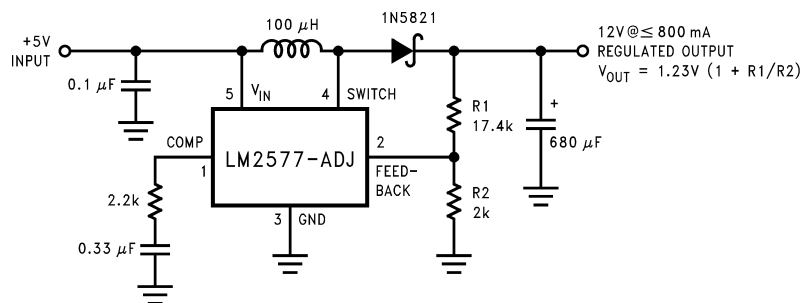 1N5821
100 μH
12V@≤ 800 mA
REGULATED OUTPUT
VOUT = 1.23V (1 + R1/R2)
+5V
INPUT
0.1 μF
5 VIN
4 SWITCH
R1
17.4k
+
680 μF
COMP
1
LM2577-ADJ
2
FEED-
BACK
2.2k
R2
2k
3 GND
0.33 μF